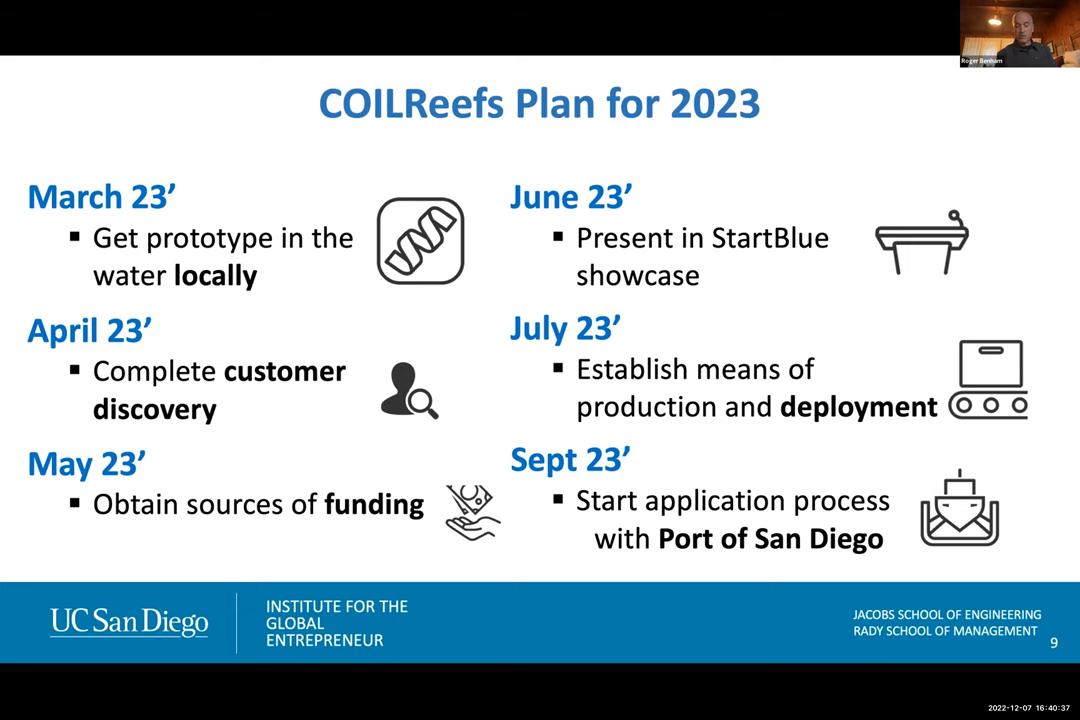 Roger Benham
COILReefs Plan for 2023
March 23’
▪ Get prototype in the
water locally
April 23’
▪ Complete customer
discovery
May 23’
▪ Obtain sources of funding
June 23’
▪ Present in StartBlue
showcase
July 23’
▪ Establish means of
production and deployment
Sept 23’
▪ Start application process
with Port of San Diego
UC San Diego
INSTITUTE FOR THE
GLOBAL
ENTREPRENEUR
JACOBS SCHOOL OF ENGINEERING
RADY SCHOOL OF MANAGEMENT
9
2022-12-07 16:40:37